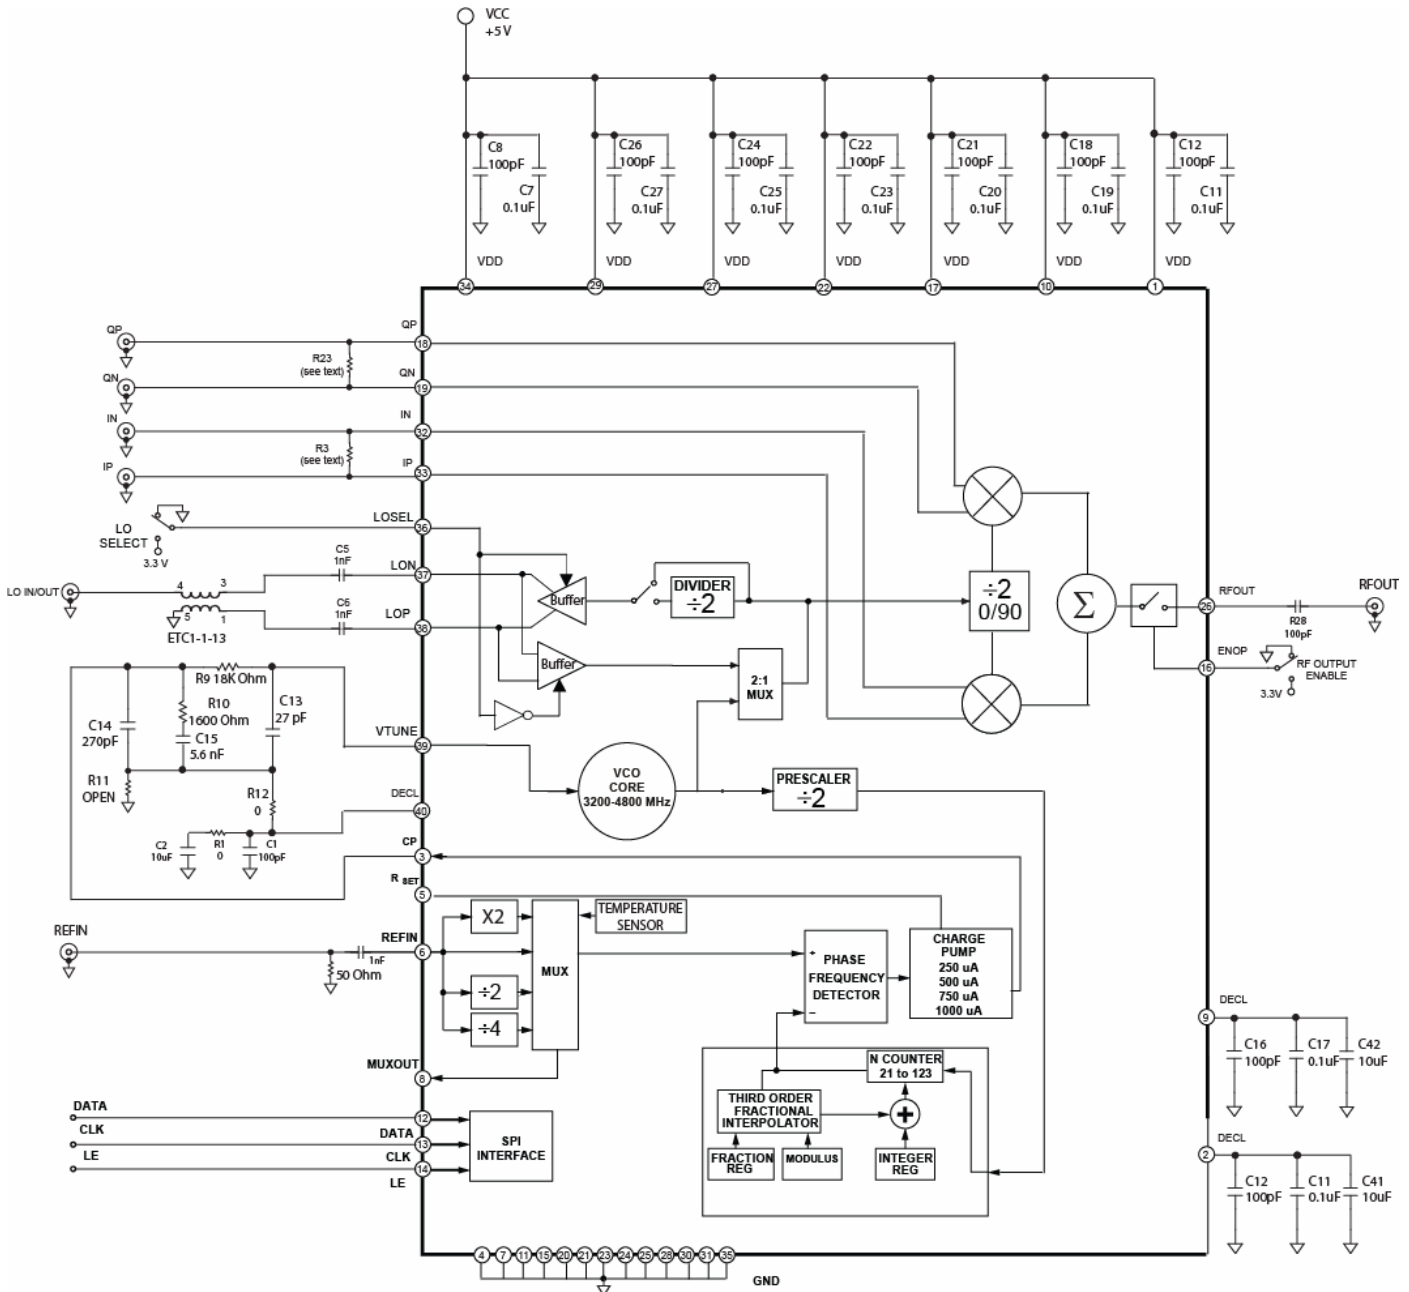 VCC
+5V
C8
100pF
C7
0.1uF
C26
100pF
C27
0.1uF
C24
100pF
C25
0.1uF
C22
100pF
C23
0.1uF
C21
100pF
C20
0.1uF
C18
100pF
C19
0.1uF
C12
100pF
C11
0.1uF
VDD
VDD
VDD
VDD
VDD
VDD
VDD
34
29
27
22
17
10
1
QP
QP
18
R23
(see text)
QN
QN
19
IN
IN
32
R3
(see text)
IP
IP
33
LOSEL
36
LO
SELECT
3.3 V
C5
1nF
LON
37
LO IN/OUT
4
3
5
1
ETC1-1-13
C6
1nF
LOP
38
Buffer
DIVIDER
÷2
÷2
0/90
Σ
RFOUT
26
R28
100pF
RFOUT
ENOP
16
RF OUTPUT
ENABLE
3.3V
Buffer
2:1
MUX
R9 18K Ohm
R10
1600 Ohm
C13
27 pF
C14
270pF
C15
5.6 nF
R11
OPEN
R12
0
VTUNE
39
VCO
CORE
3200-4800 MHz
PRESCALER
÷2
DECL
40
C2
10uF
R1
0
C1
100pF
CP
3
R SET
5
REFIN
REFIN
6
1nF
50 Ohm
X2
÷2
÷4
MUX
TEMPERATURE
SENSOR
+
−
PHASE
FREQUENCY
DETECTOR
CHARGE
PUMP
250 uA
500 uA
750 uA
1000 uA
MUXOUT
8
N COUNTER
21 to 123
THIRD ORDER
FRACTIONAL
INTERPOLATOR
+
FRACTION
REG
MODULUS
INTEGER
REG
DECL
9
C16
100pF
C17
0.1uF
C42
10uF
DECL
2
C12
100pF
C11
0.1uF
C41
10uF
DATA
12
CLK
DATA
13
LE
CLK
14
LE
SPI
INTERFACE
4
7
11
15
20
21
23
24
25
28
30
31
35
GND